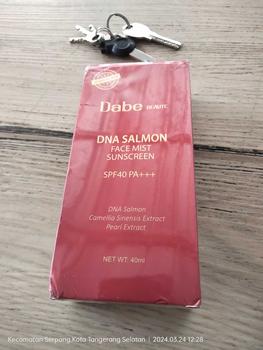 Dabe BEAUTE
DNA SALMON
FACE MIST
SUNSCREEN
SPF40 PA+++
DNA Salmon
Camellia Sinensis Extract
Pearl Extract
NET WT: 40ml
Kecamatan Serpong Kota Tangerang Selatan | 2024.03.24 12:28